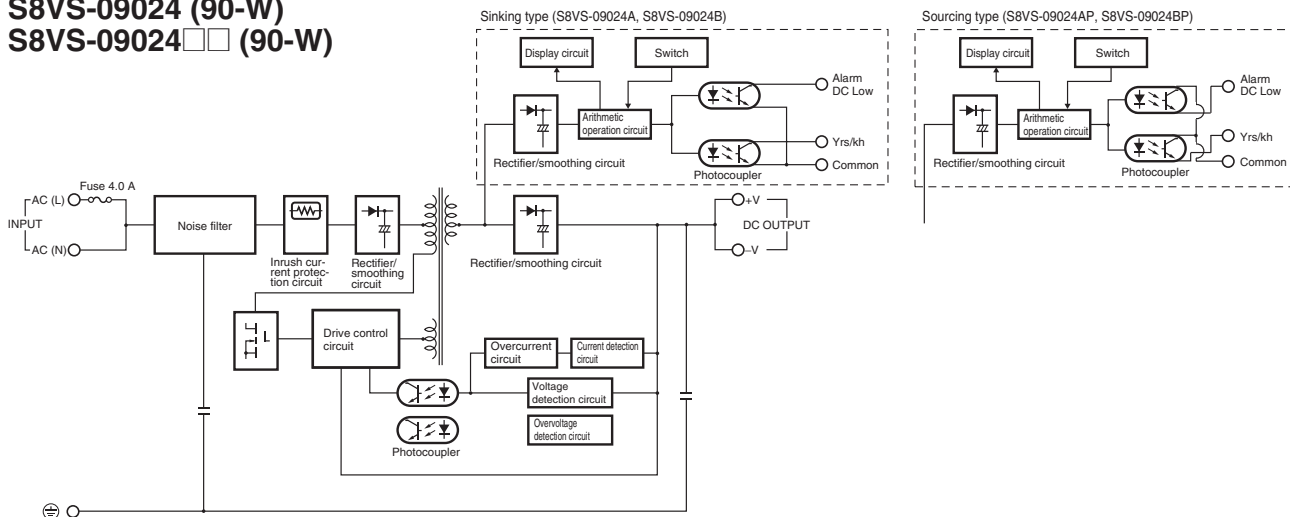 S8VS-09024 (90-W)
S8VS-09024□□ (90-W)
Sinking type (S8VS-09024A, S8VS-09024B)
Display circuit
Switch
Rectifier/smoothing circuit
Arithmetic
operation circuit
Photocoupler
Alarm
DC Low
Yrs/kh
Common
Sourcing type (S8VS-09024AP, S8VS-09024BP)
Display circuit
Switch
Rectifier/smoothing circuit
Arithmetic
operation circuit
Photocoupler
Alarm
DC Low
Yrs/kh
Common
INPUT
AC (L)
Fuse 4.0 A
AC (N)
Noise filter
Inrush cur-
rent protec-
tion circuit
Rectifier/
smoothing
circuit
Rectifier/smoothing circuit
+V
DC OUTPUT
–V
Drive control
circuit
Overcurrent
circuit
Current detection
circuit
Voltage
detection circuit
Overvoltage
detection circuit
Photocoupler